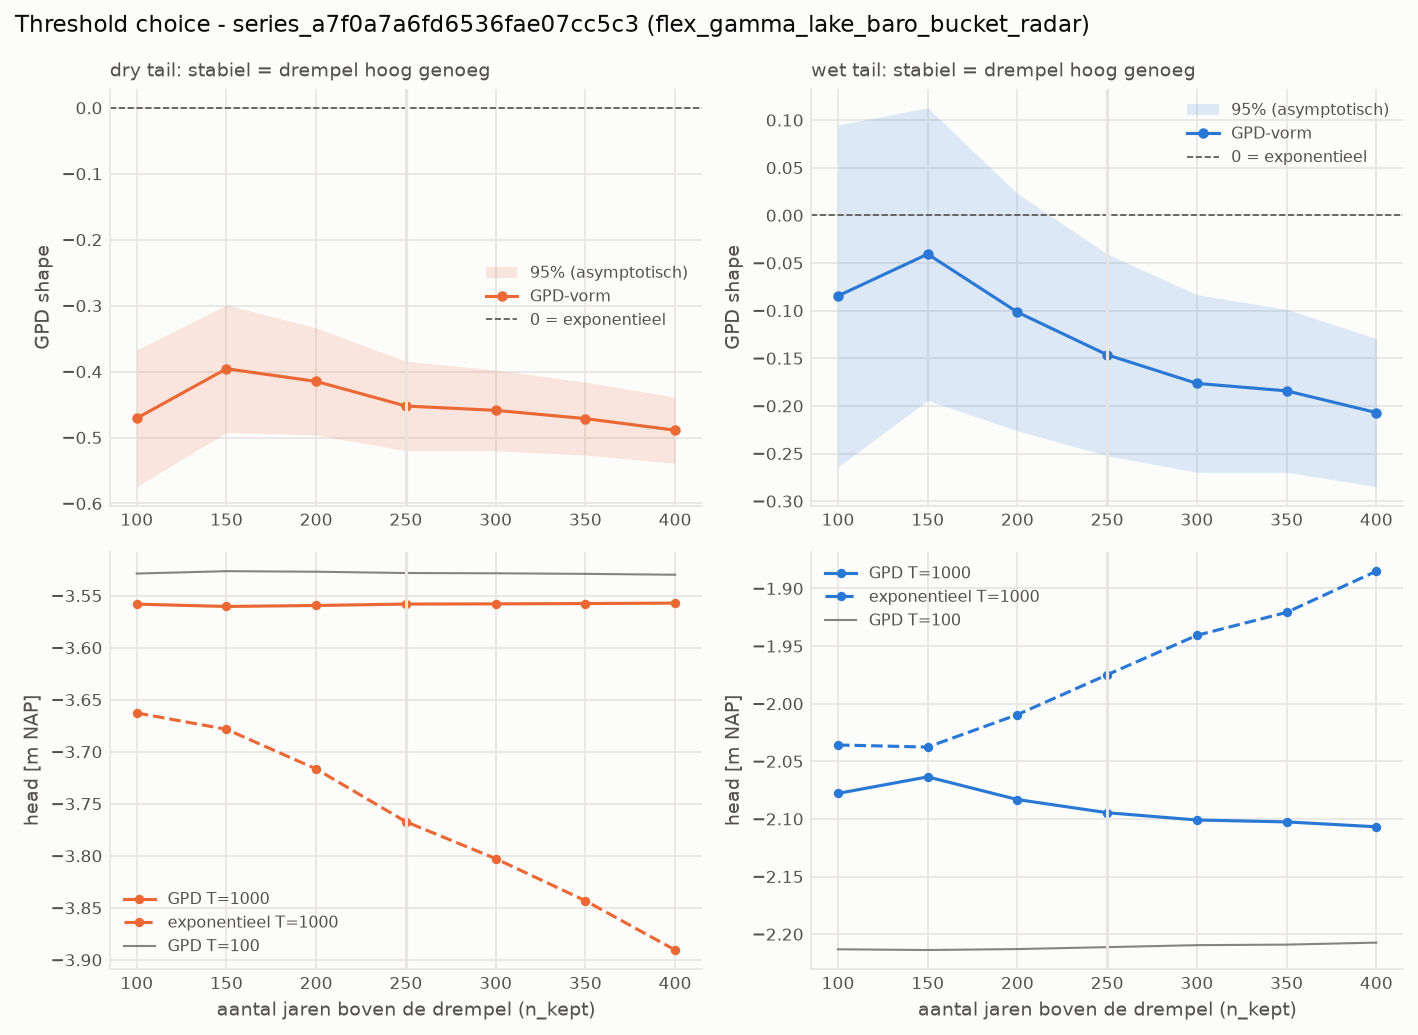 Threshold choice - series_a7f0a7a6fd6536fae07cc5c3 (flex_gamma_lake_baro_bucket_radar)
dry tail: stabiel = drempel hoog genoeg
GPD shape
0.0
−0.1
−0.2
−0.3
−0.4
−0.5
−0.6
95% (asymptotisch)
GPD-vorm
0 = exponentieel
100 150 200 250 300 350 400
wet tail: stabiel = drempel hoog genoeg
GPD shape
0.10
0.05
0.00
−0.05
−0.10
−0.15
−0.20
−0.25
−0.30
95% (asymptotisch)
GPD-vorm
0 = exponentieel
100 150 200 250 300 350 400
head [m NAP]
−3.55
−3.60
−3.65
−3.70
−3.75
−3.80
−3.85
−3.90
GPD T=1000
exponentieel T=1000
GPD T=100
100 150 200 250 300 350 400
aantal jaren boven de drempel (n_kept)
head [m NAP]
−1.90
−1.95
−2.00
−2.05
−2.10
−2.15
−2.20
GPD T=1000
exponentieel T=1000
GPD T=100
100 150 200 250 300 350 400
aantal jaren boven de drempel (n_kept)